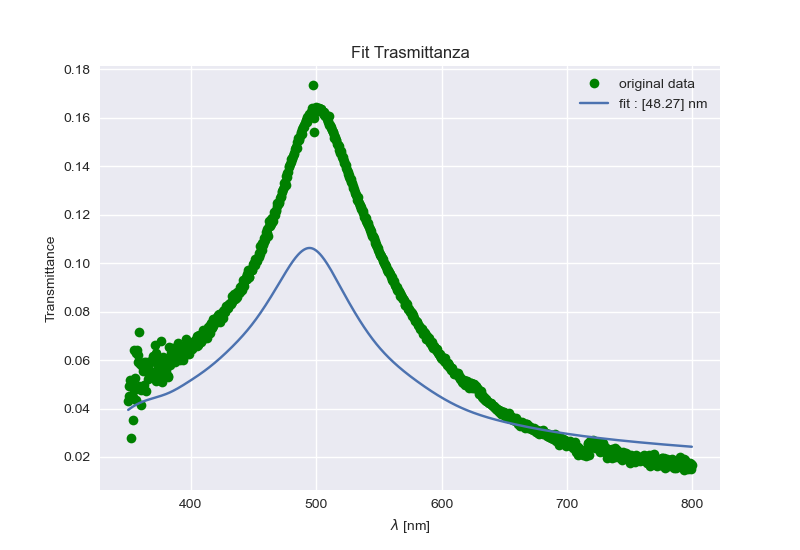 Fit Trasmittanza
0.18
0.16
0.14
0.12
0.10
0.08
0.06
0.04
0.02
Transmittance
original data
fit : [48.27] nm
400 500 600 700 800
λ [nm]